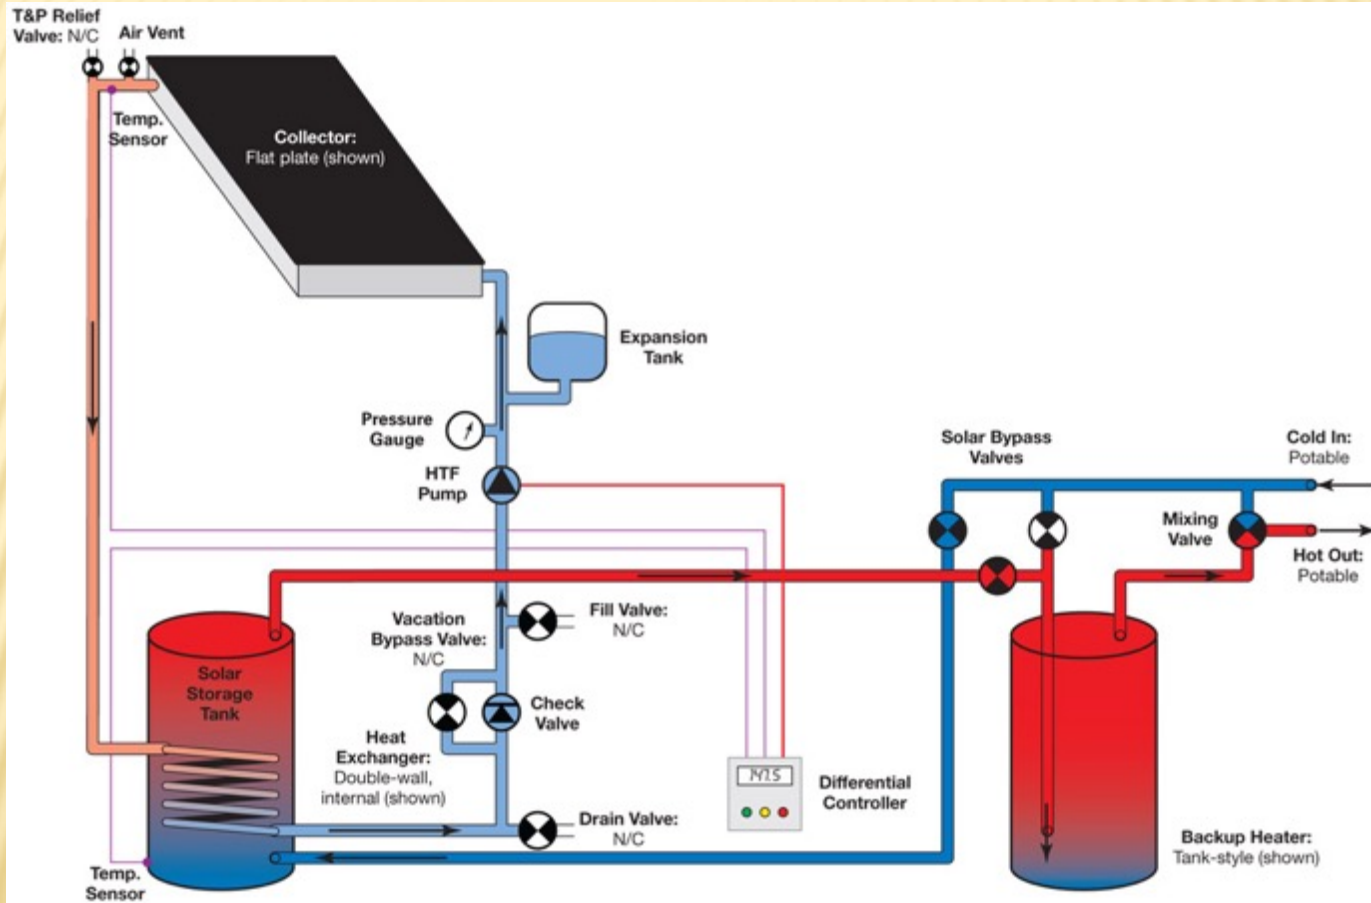 T&P Relief
Valve: N/C
Air Vent
Temp.
Sensor
Collector:
Flat plate (shown)
Expansion
Tank
Pressure
Gauge
HTF
Pump
Solar Bypass
Valves
Cold In:
Potable
Mixing
Valve
Hot Out:
Potable
Vacation
Bypass Valve:
N/C
Fill Valve:
N/C
Solar
Storage
Tank
Check
Valve
Heat
Exchanger:
Double-wall,
internal (shown)
147.5
Differential
Controller
Drain Valve:
N/C
Backup Heater:
Tank-style (shown)
Temp.
Sensor